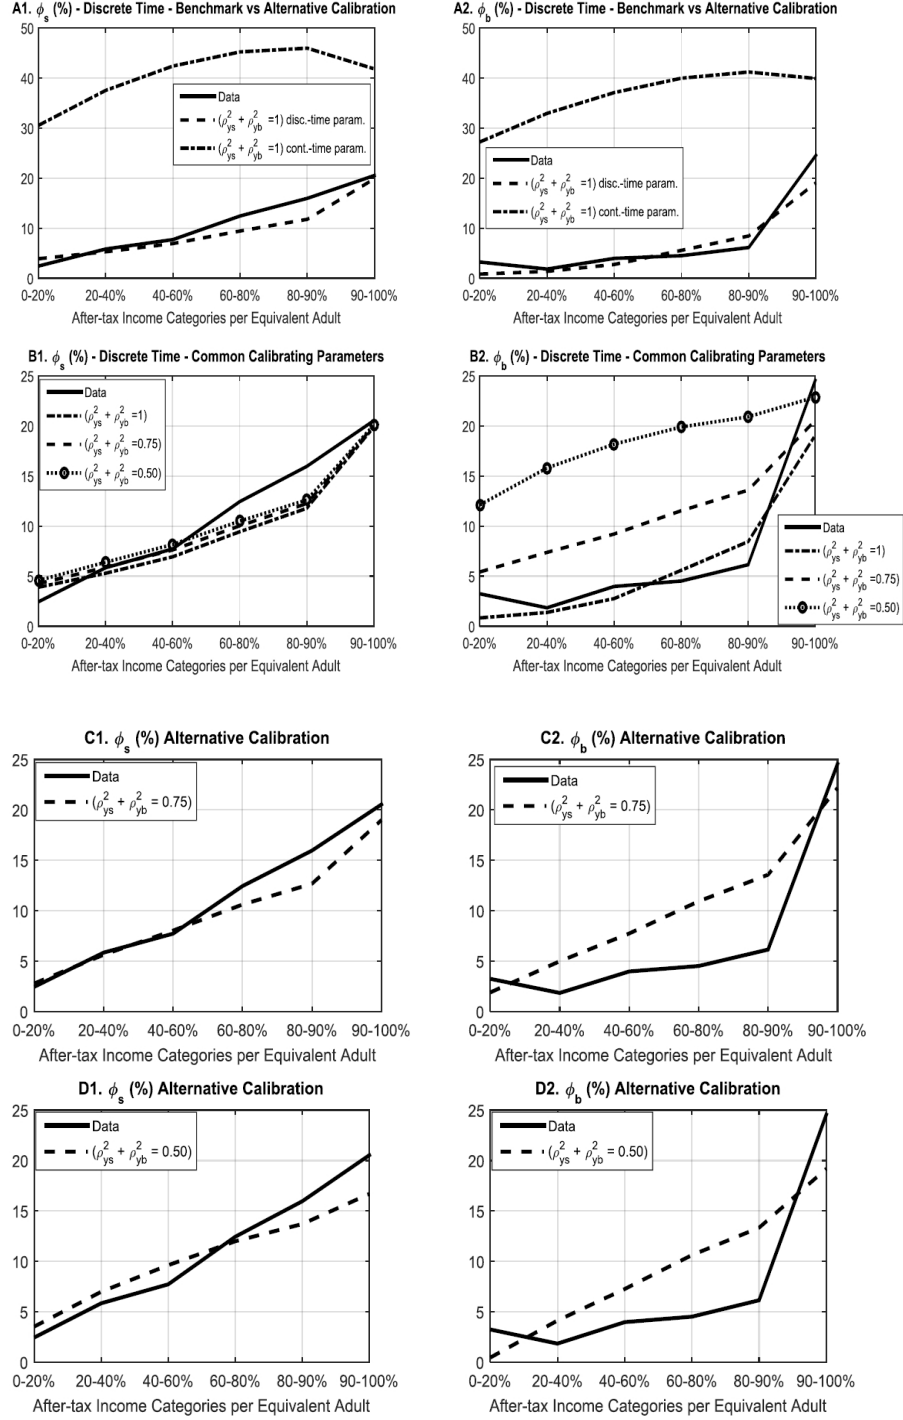 A1. ϕs (%) - Discrete Time - Benchmark vs Alternative Calibration
50
40
30
20
10
0
Data
(ρ²ys + ρ²yb =1) disc.-time param.
(ρ²ys + ρ²yb =1) cont.-time param.
0-20% 20-40% 40-60% 60-80% 80-90% 90-100%
After-tax Income Categories per Equivalent Adult
A2. ϕb (%) - Discrete Time - Benchmark vs Alternative Calibration
50
40
30
20
10
0
Data
(ρ²ys + ρ²yb =1) disc.-time param.
(ρ²ys + ρ²yb =1) cont.-time param.
0-20% 20-40% 40-60% 60-80% 80-90% 90-100%
After-tax Income Categories per Equivalent Adult
B1. ϕs (%) - Discrete Time - Common Calibrating Parameters
25
20
15
10
5
0
Data
(ρ²ys + ρ²yb =1)
(ρ²ys + ρ²yb =0.75)
(ρ²ys + ρ²yb =0.50)
0-20% 20-40% 40-60% 60-80% 80-90% 90-100%
After-tax Income Categories per Equivalent Adult
B2. ϕb (%) - Discrete Time - Common Calibrating Parameters
25
20
15
10
5
0
Data
(ρ²ys + ρ²yb =1)
(ρ²ys + ρ²yb =0.75)
(ρ²ys + ρ²yb =0.50)
0-20% 20-40% 40-60% 60-80% 80-90% 90-100%
After-tax Income Categories per Equivalent Adult
C1. ϕs (%) Alternative Calibration
25
20
15
10
5
0
Data
(ρ²ys + ρ²yb = 0.75)
0-20% 20-40% 40-60% 60-80% 80-90% 90-100%
After-tax Income Categories per Equivalent Adult
C2. ϕb (%) Alternative Calibration
25
20
15
10
5
0
Data
(ρ²ys + ρ²yb = 0.75)
0-20% 20-40% 40-60% 60-80% 80-90% 90-100%
After-tax Income Categories per Equivalent Adult
D1. ϕs (%) Alternative Calibration
25
20
15
10
5
0
Data
(ρ²ys + ρ²yb = 0.50)
0-20% 20-40% 40-60% 60-80% 80-90% 90-100%
After-tax Income Categories per Equivalent Adult
D2. ϕb (%) Alternative Calibration
25
20
15
10
5
0
Data
(ρ²ys + ρ²yb = 0.50)
0-20% 20-40% 40-60% 60-80% 80-90% 90-100%
After-tax Income Categories per Equivalent Adult